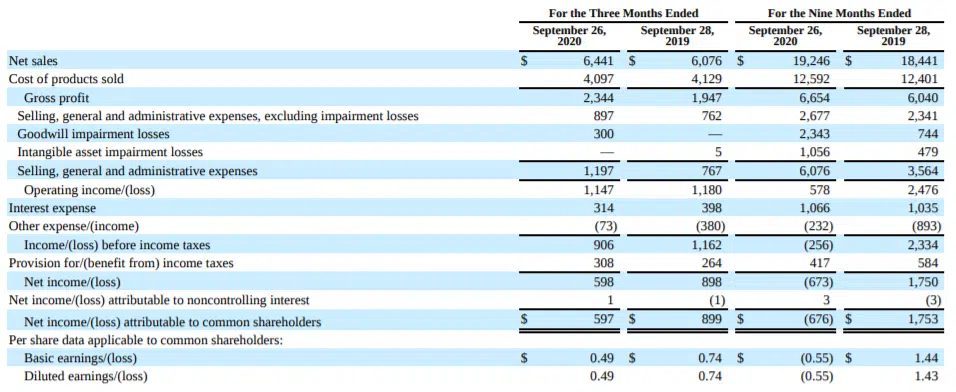 For the Three Months Ended For the Nine Months Ended
September 26, 2020 September 28, 2019 September 26, 2020 September 28, 2019
Net sales $ 6,441 $ 6,076 $ 19,246 $ 18,441
Cost of products sold 4,097 4,129 12,592 12,401
Gross profit 2,344 1,947 6,654 6,040
Selling, general and administrative expenses, excluding impairment losses 897 762 2,677 2,341
Goodwill impairment losses 300 — 2,343 744
Intangible asset impairment losses — 5 1,056 479
Selling, general and administrative expenses 1,197 767 6,076 3,564
Operating income/(loss) 1,147 1,180 578 2,476
Interest expense 314 398 1,066 1,035
Other expense/(income) (73) (380) (232) (893)
Income/(loss) before income taxes 906 1,162 (256) 2,334
Provision for/(benefit from) income taxes 308 264 417 584
Net income/(loss) 598 898 (673) 1,750
Net income/(loss) attributable to noncontrolling interest 1 (1) 3 (3)
Net income/(loss) attributable to common shareholders $ 597 $ 899 $ (676) $ 1,753
Per share data applicable to common shareholders:
Basic earnings/(loss) $ 0.49 $ 0.74 $ (0.55) $ 1.44
Diluted earnings/(loss) 0.49 0.74 (0.55) 1.43